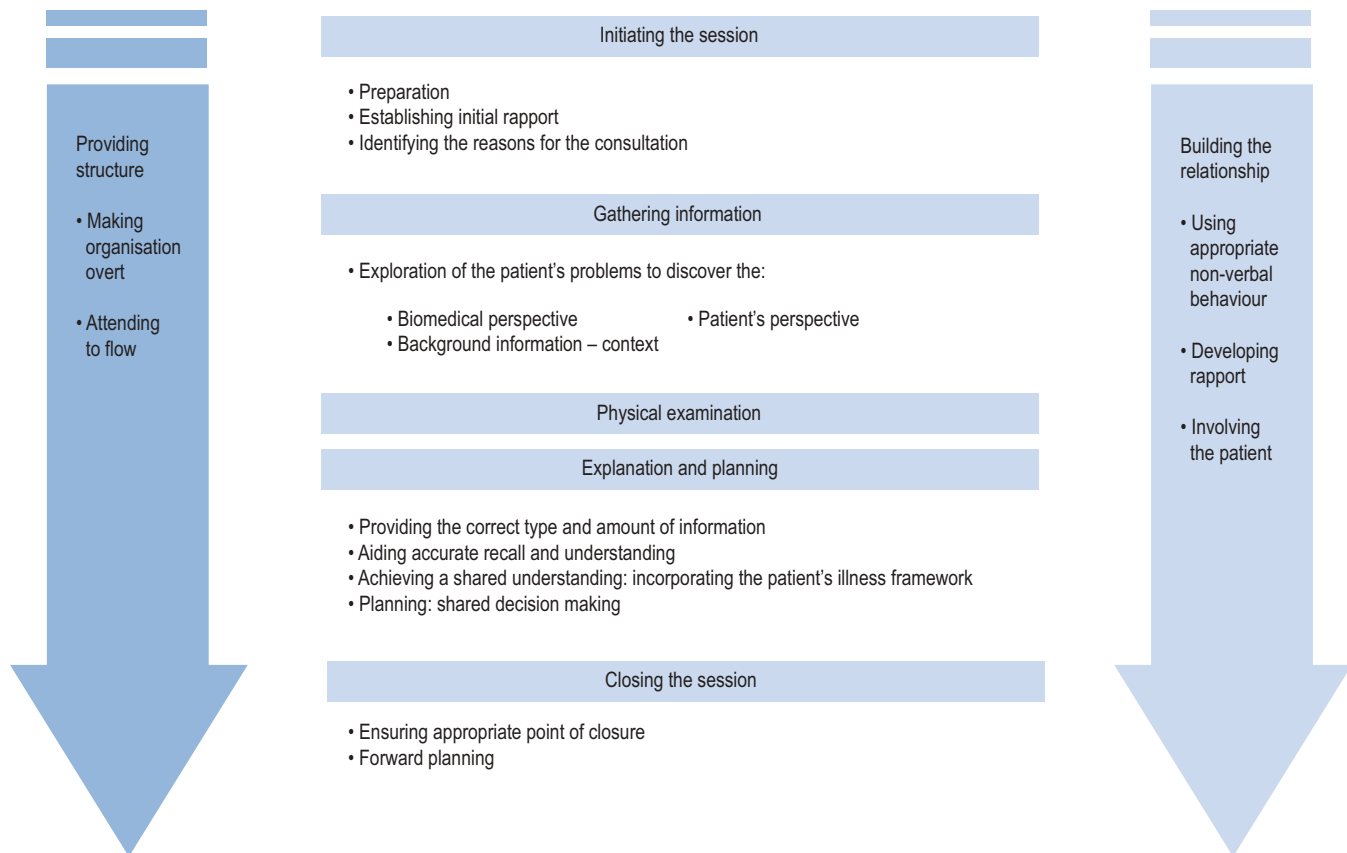 Providing
structure
• Making
organisation
overt
• Attending
to flow
Initiating the session
• Preparation
• Establishing initial rapport
• Identifying the reasons for the consultation
Gathering information
• Exploration of the patient’s problems to discover the:
• Biomedical perspective • Patient’s perspective
• Background information – context
Physical examination
Explanation and planning
• Providing the correct type and amount of information
• Aiding accurate recall and understanding
• Achieving a shared understanding: incorporating the patient’s illness framework
• Planning: shared decision making
Closing the session
• Ensuring appropriate point of closure
• Forward planning
Building the
relationship
• Using
appropriate
non-verbal
behaviour
• Developing
rapport
• Involving
the patient